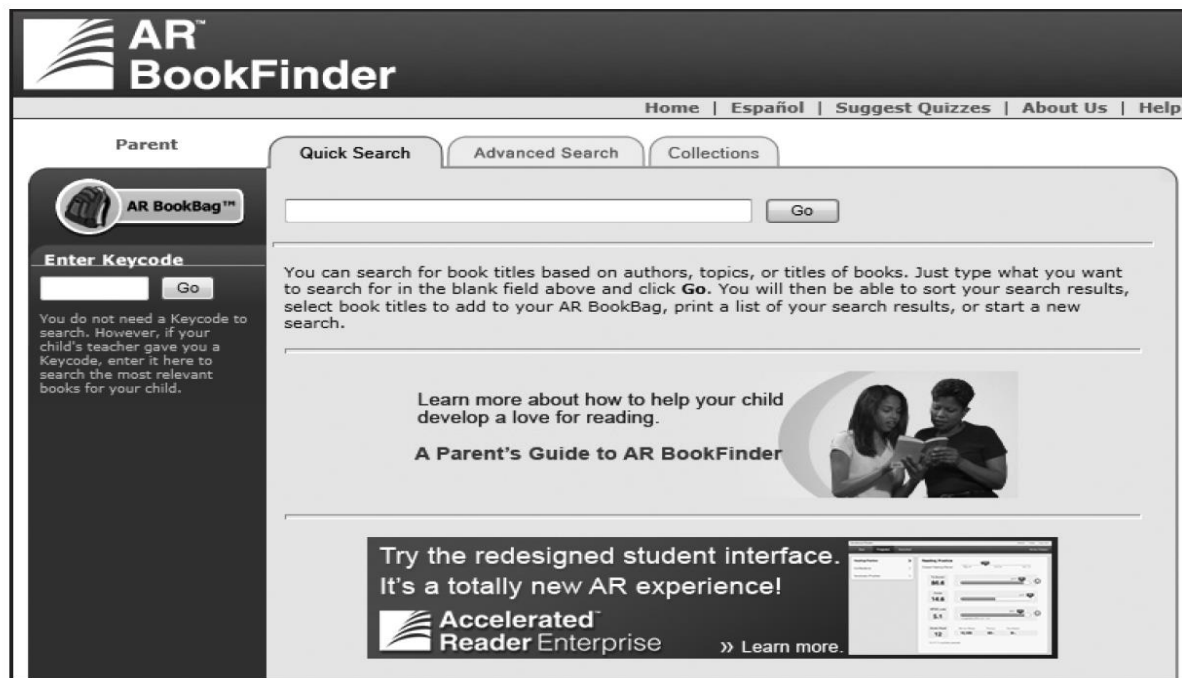 AR™
BookFinder
Home | Español | Suggest Quizzes | About Us | Help
Parent
Quick Search
Advanced Search
Collections
AR BookBag™
Go
Enter Keycode
Go
You do not need a Keycode to
search. However, if your
child's teacher gave you a
Keycode, enter it here to
search the most relevant
books for your child.
You can search for book titles based on authors, topics, or titles of books. Just type what you want
to search for in the blank field above and click Go. You will then be able to sort your search results,
select book titles to add to your AR BookBag, print a list of your search results, or start a new
search.
Learn more about how to help your child
develop a love for reading.
A Parent's Guide to AR BookFinder
Try the redesigned student interface.
It's a totally new AR experience!
Accelerated™
Reader Enterprise
» Learn more.
14.6
5.1
12